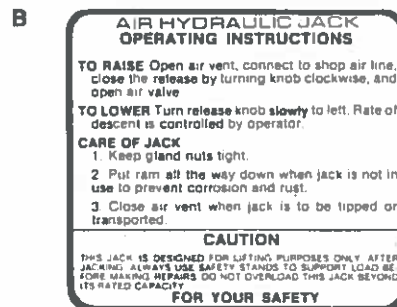 B
AIR HYDRAULIC JACK
OPERATING INSTRUCTIONS
TO RAISE Open air vent, connect to shop air line,
close the release by turning knob clockwise, and
open air valve
TO LOWER Turn release knob slowly to left. Rate of
descent is controlled by operator.
CARE OF JACK
1. Keep gland nuts tight.
2. Put ram all the way down when jack is not in
use to prevent corrosion and rust.
3. Close air vent when jack is to be tipped or
transported.
CAUTION
THIS JACK IS DESIGNED FOR LIFTING PURPOSES ONLY. AFTER
JACKING, ALWAYS USE SAFETY STANDS TO SUPPORT LOAD BE-
FORE MAKING REPAIRS. DO NOT OVERLOAD THIS JACK BEYOND
ITS RATED CAPACITY.
FOR YOUR SAFETY